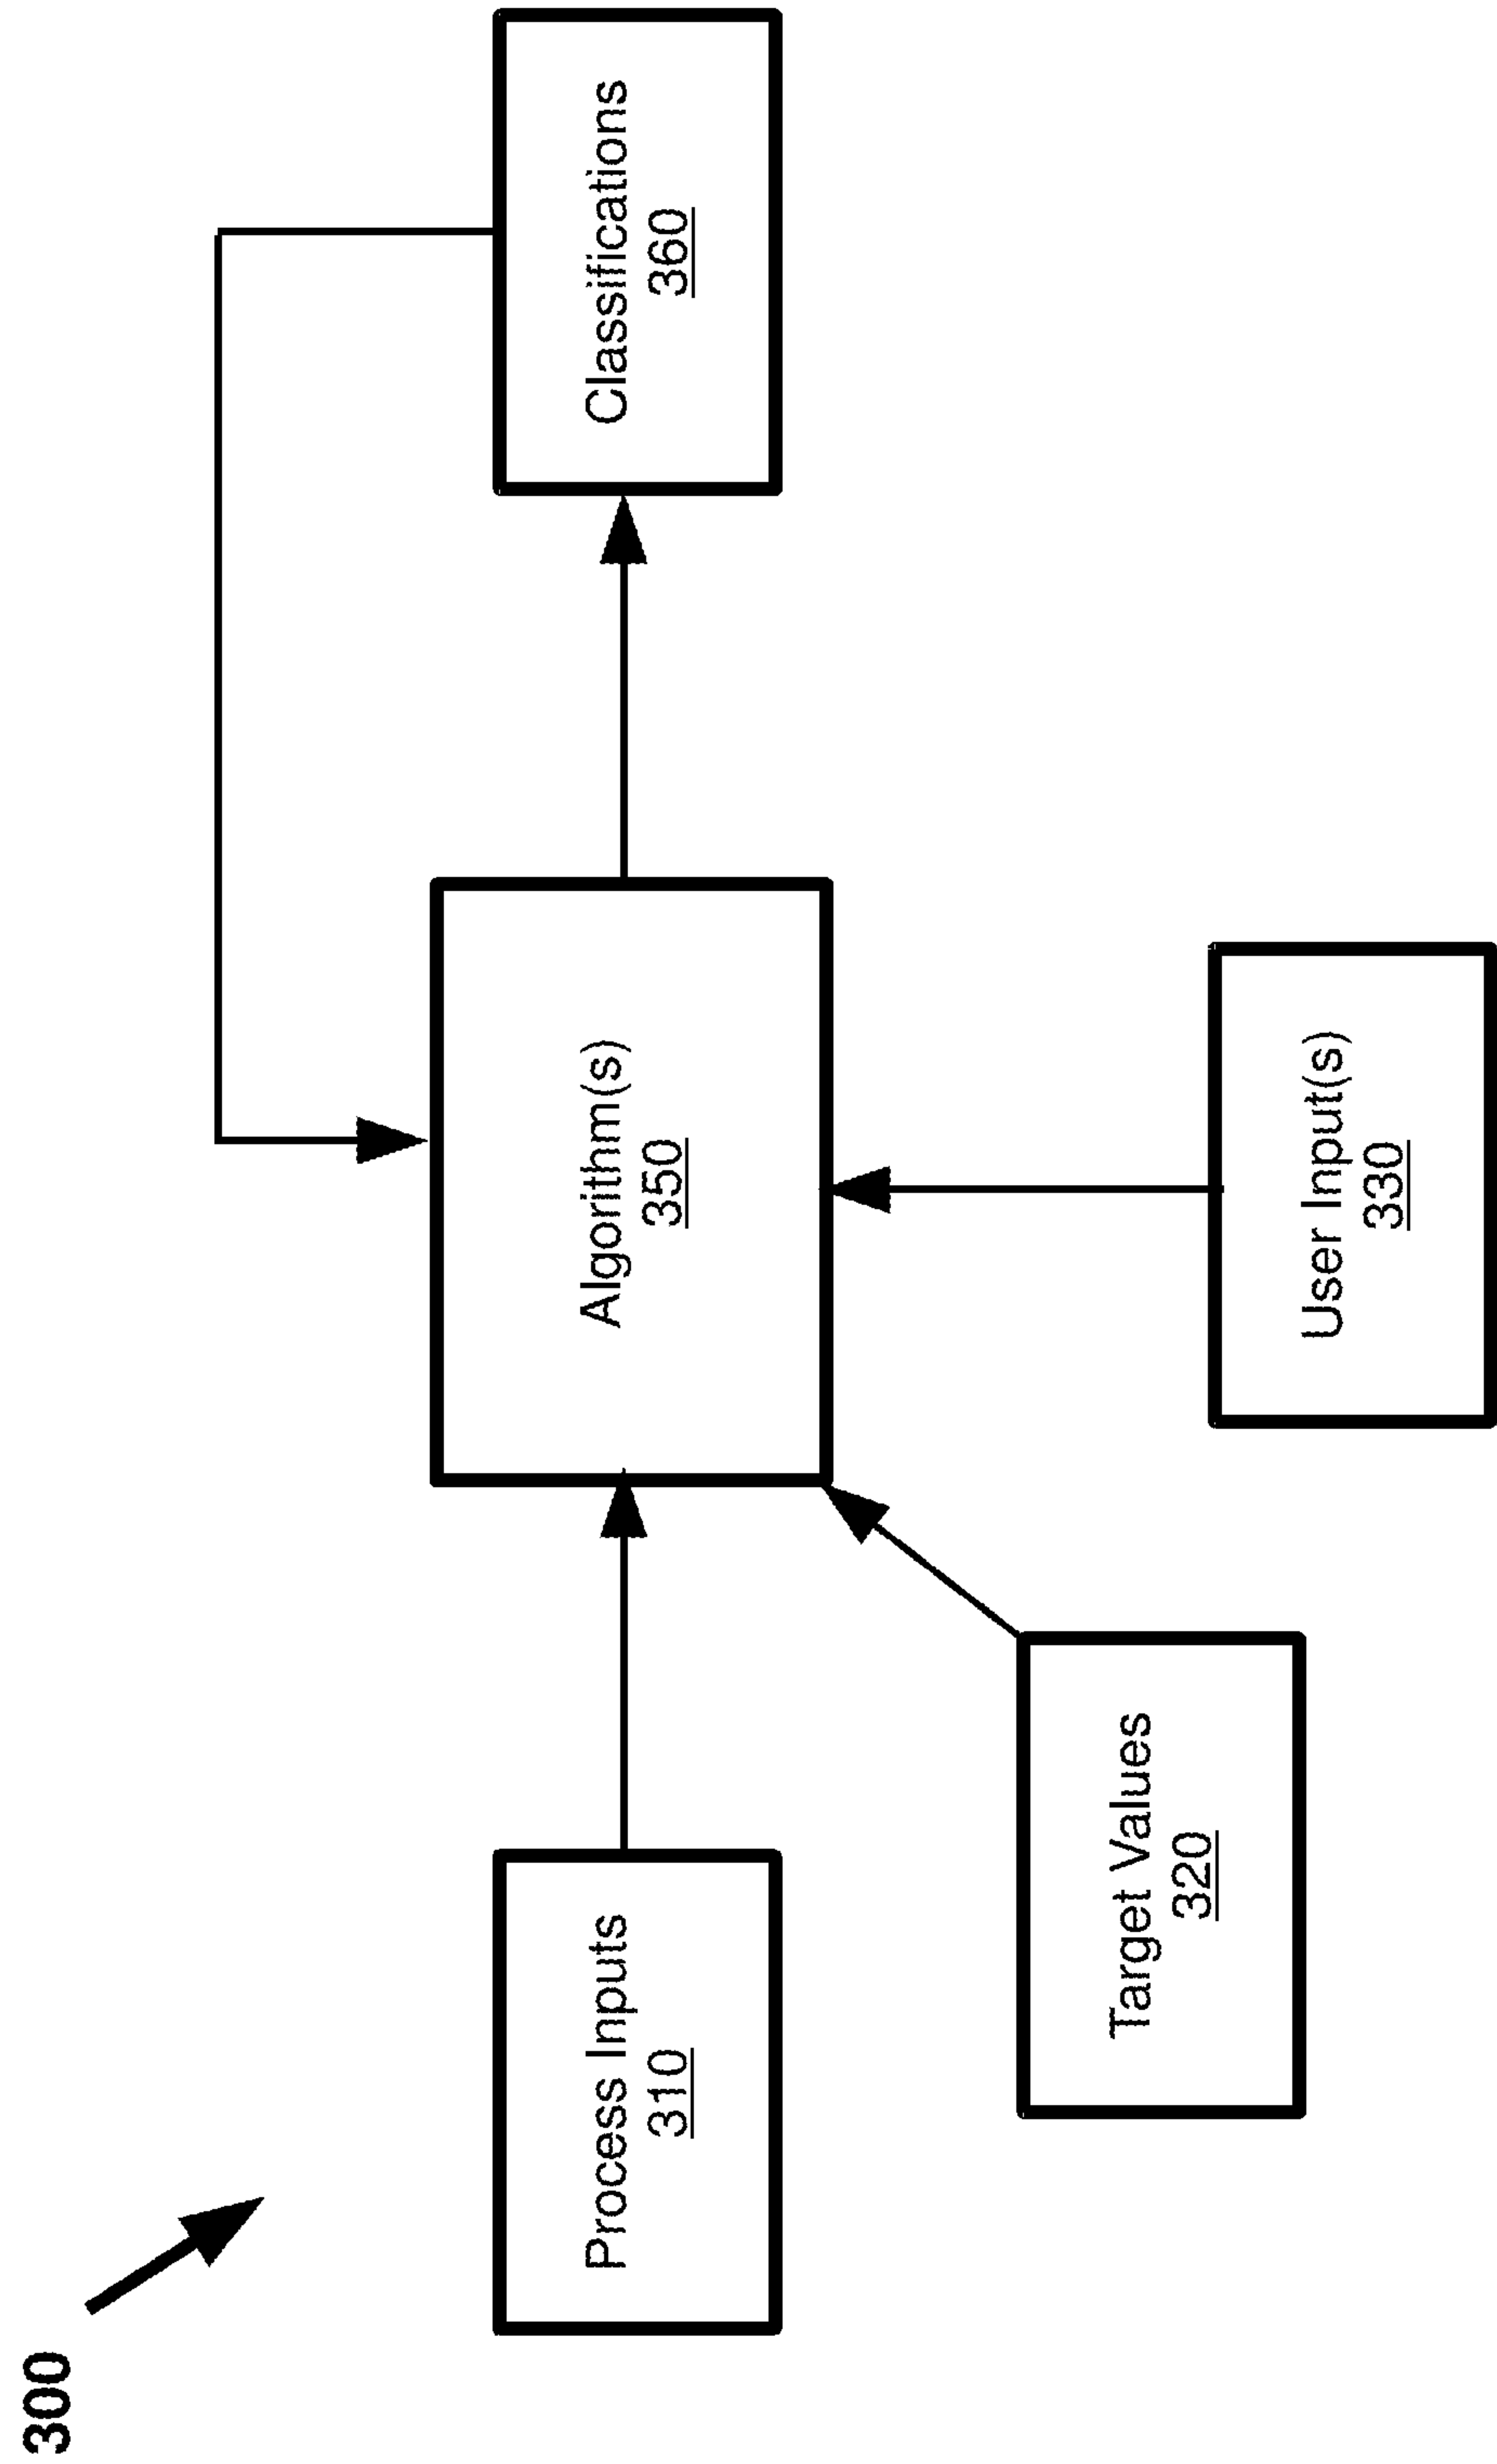 300
Process Inputs
310
Algorithm(s)
350
Classifications
360
Target Values
320
User Input(s)
330